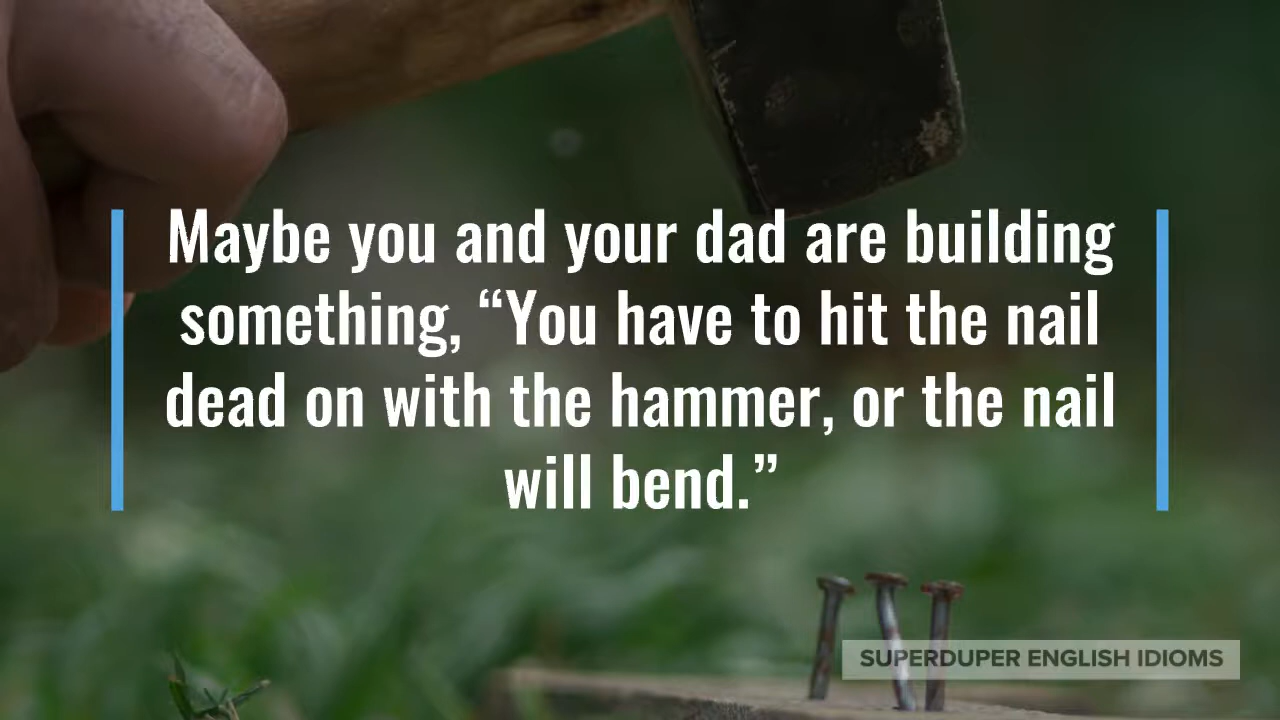 Maybe you and your dad are building
something, “You have to hit the nail
dead on with the hammer, or the nail
will bend.”
SUPERDUPER ENGLISH IDIOMS